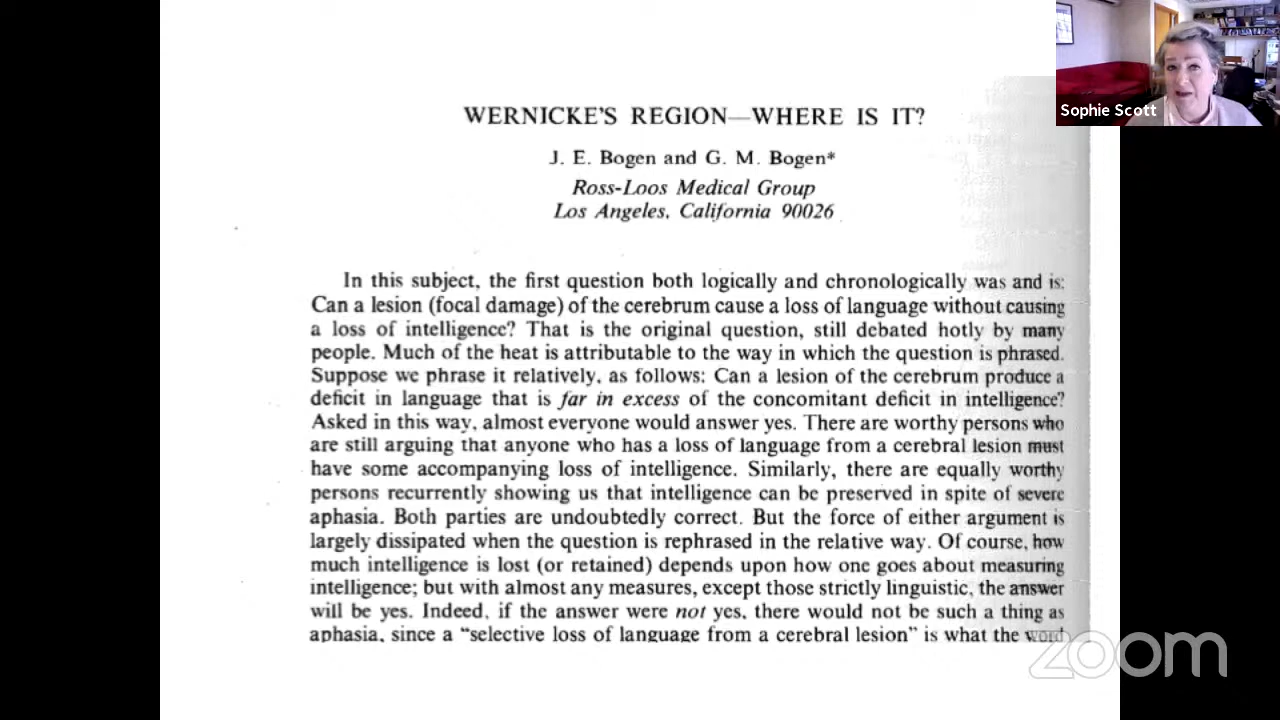 WERNICKE'S REGION—WHERE IS IT?
J. E. Bogen and G. M. Bogen*
Ross-Loos Medical Group
Los Angeles, California 90026
In this subject, the first question both logically and chronologically was and is:
Can a lesion (focal damage) of the cerebrum cause a loss of language without causing
a loss of intelligence? That is the original question, still debated hotly by many
people. Much of the heat is attributable to the way in which the question is phrased.
Suppose we phrase it relatively, as follows: Can a lesion of the cerebrum produce a
deficit in language that is far in excess of the concomitant deficit in intelligence?
Asked in this way, almost everyone would answer yes. There are worthy persons who
are still arguing that anyone who has a loss of language from a cerebral lesion must
have some accompanying loss of intelligence. Similarly, there are equally worthy
persons recurrently showing us that intelligence can be preserved in spite of severe
aphasia. Both parties are undoubtedly correct. But the force of either argument is
largely dissipated when the question is rephrased in the relative way. Of course, how
much intelligence is lost (or retained) depends upon how one goes about measuring
intelligence; but with almost any measures, except those strictly linguistic, the answer
will be yes. Indeed, if the answer were not yes, there would not be such a thing as
aphasia, since a "selective loss of language from a cerebral lesion" is what the word
Sophie Scott
zoom